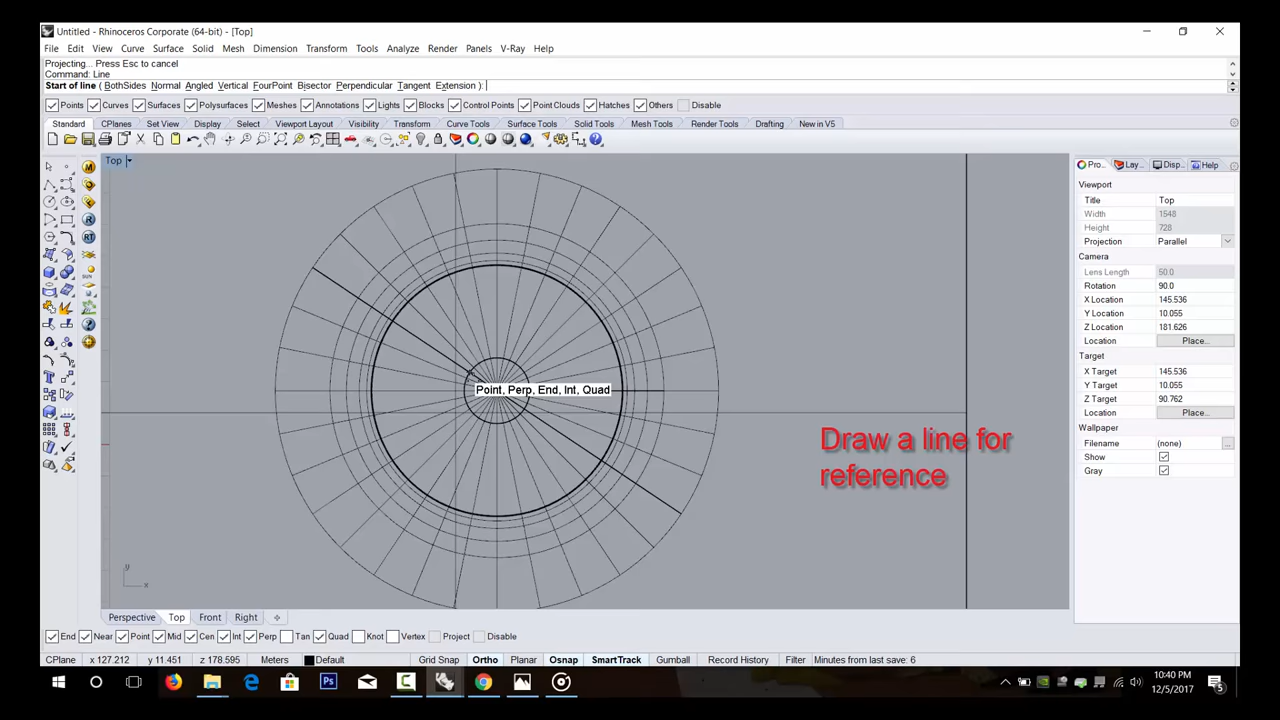 Untitled - Rhinoceros Corporate (64-bit) - [Top]
File Edit View Curve Surface Solid Mesh Dimension Transform Tools Analyze Render Panels V-Ray Help
Projecting... Press Esc to cancel
Command: Line
Start of line ( BothSides Normal Angled Vertical FourPoint Bisector Perpendicular Tangent Extension ):
Points Curves Surfaces Polysurfaces Meshes Annotations Lights Blocks Control Points Point Clouds Hatches Others Disable
Standard CPlanes Set View Display Select Viewport Layout Visibility Transform Curve Tools Surface Tools Solid Tools Mesh Tools Render Tools Drafting New in V5
Top
Pro... Lay... Disp... Help
Viewport
Title Top
Width 1548
Height 728
Projection Parallel
Camera
Lens Length 50.0
Rotation 90.0
X Location 145.536
Y Location 10.055
Z Location 181.626
Location Place...
Target
X Target 145.536
Y Target 10.055
Z Target 90.762
Location Place...
Wallpaper
Filename (none) ...
Show
Gray
Point, Perp, End, Int, Quad
Draw a line for
reference
y
x
Perspective Top Front Right
End Near Point Mid Cen Int Perp Tan Quad Knot Vertex Project Disable
CPlane x 127.212 y 11.451 z 178.595 Meters Default Grid Snap Ortho Planar Osnap SmartTrack Gumball Record History Filter Minutes from last save: 6
10:40 PM
12/5/2017
5